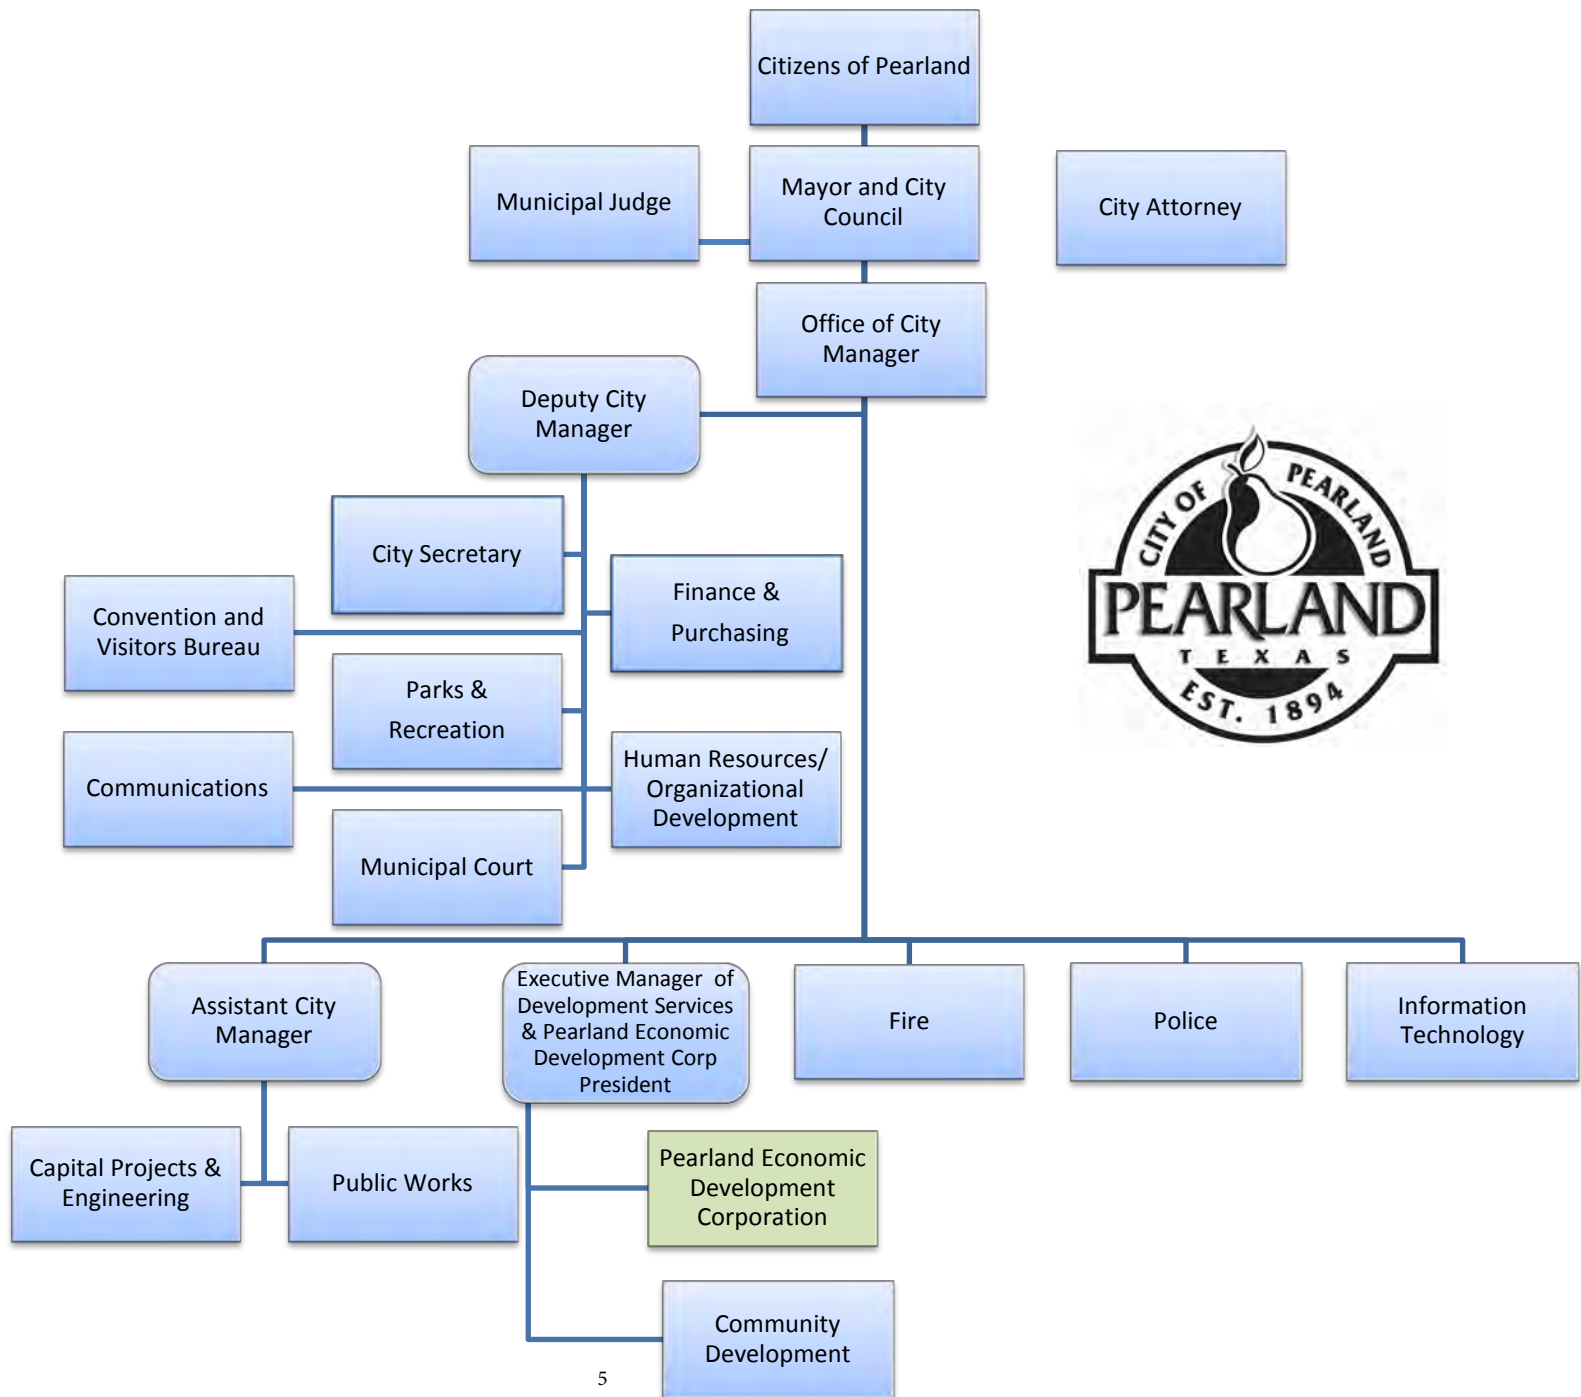 Citizens of Pearland
Municipal Judge
Mayor and City
Council
City Attorney
Office of City
Manager
Deputy City
Manager
City Secretary
Finance &
Purchasing
Convention and
Visitors Bureau
Parks &
Recreation
Communications
Human Resources/
Organizational
Development
Municipal Court
CITY OF PEARLAND
PEARLAND
TEXAS
EST. 1894
Assistant City
Manager
Executive Manager of
Development Services
& Pearland Economic
Development Corp
President
Fire
Police
Information
Technology
Capital Projects &
Engineering
Public Works
Pearland Economic
Development
Corporation
Community
Development
5